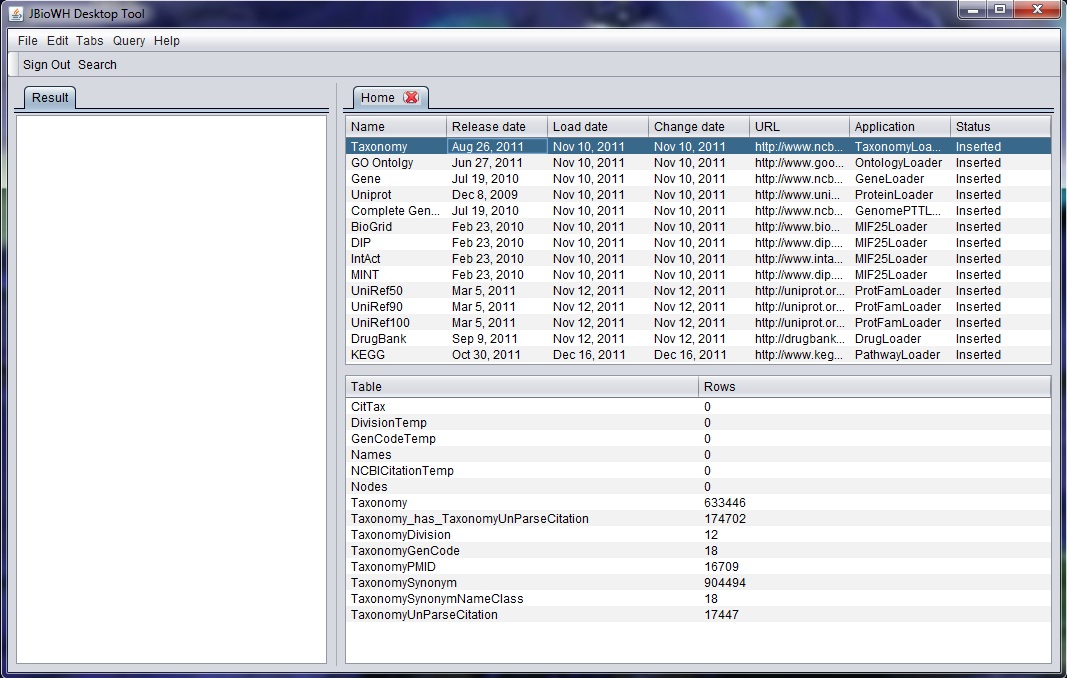 JBioWH Desktop Tool
File Edit Tabs Query Help
Sign Out Search
Result
Home
Name Release date Load date Change date URL Application Status
Taxonomy Aug 26, 2011 Nov 10, 2011 Nov 10, 2011 http://www.ncb... TaxonomyLoa... Inserted
GO Ontolgy Jun 27, 2011 Nov 10, 2011 Nov 10, 2011 http://www.goo... OntologyLoader Inserted
Gene Jul 19, 2010 Nov 10, 2011 Nov 10, 2011 http://www.ncb... GeneLoader Inserted
Uniprot Dec 8, 2009 Nov 10, 2011 Nov 10, 2011 http://www.uni... ProteinLoader Inserted
Complete Gen... Jul 19, 2010 Nov 10, 2011 Nov 10, 2011 http://www.ncb... GenomePTTL... Inserted
BioGrid Feb 23, 2010 Nov 10, 2011 Nov 10, 2011 http://www.bio... MIF25Loader Inserted
DIP Feb 23, 2010 Nov 10, 2011 Nov 10, 2011 http://www.dip.... MIF25Loader Inserted
IntAct Feb 23, 2010 Nov 10, 2011 Nov 10, 2011 http://www.inta... MIF25Loader Inserted
MINT Feb 23, 2010 Nov 10, 2011 Nov 10, 2011 http://www.dip.... MIF25Loader Inserted
UniRef50 Mar 5, 2011 Nov 12, 2011 Nov 12, 2011 http://uniprot.or... ProtFamLoader Inserted
UniRef90 Mar 5, 2011 Nov 12, 2011 Nov 12, 2011 http://uniprot.or... ProtFamLoader Inserted
UniRef100 Mar 5, 2011 Nov 12, 2011 Nov 12, 2011 http://uniprot.or... ProtFamLoader Inserted
DrugBank Sep 9, 2011 Nov 12, 2011 Nov 12, 2011 http://drugbank... DrugLoader Inserted
KEGG Oct 30, 2011 Dec 16, 2011 Dec 16, 2011 http://www.keg... PathwayLoader Inserted
Table Rows
CitTax 0
DivisionTemp 0
GenCodeTemp 0
Names 0
NCBICitationTemp 0
Nodes 0
Taxonomy 633446
Taxonomy_has_TaxonomyUnParseCitation 174702
TaxonomyDivision 12
TaxonomyGenCode 18
TaxonomyPMID 16709
TaxonomySynonym 904494
TaxonomySynonymNameClass 18
TaxonomyUnParseCitation 17447